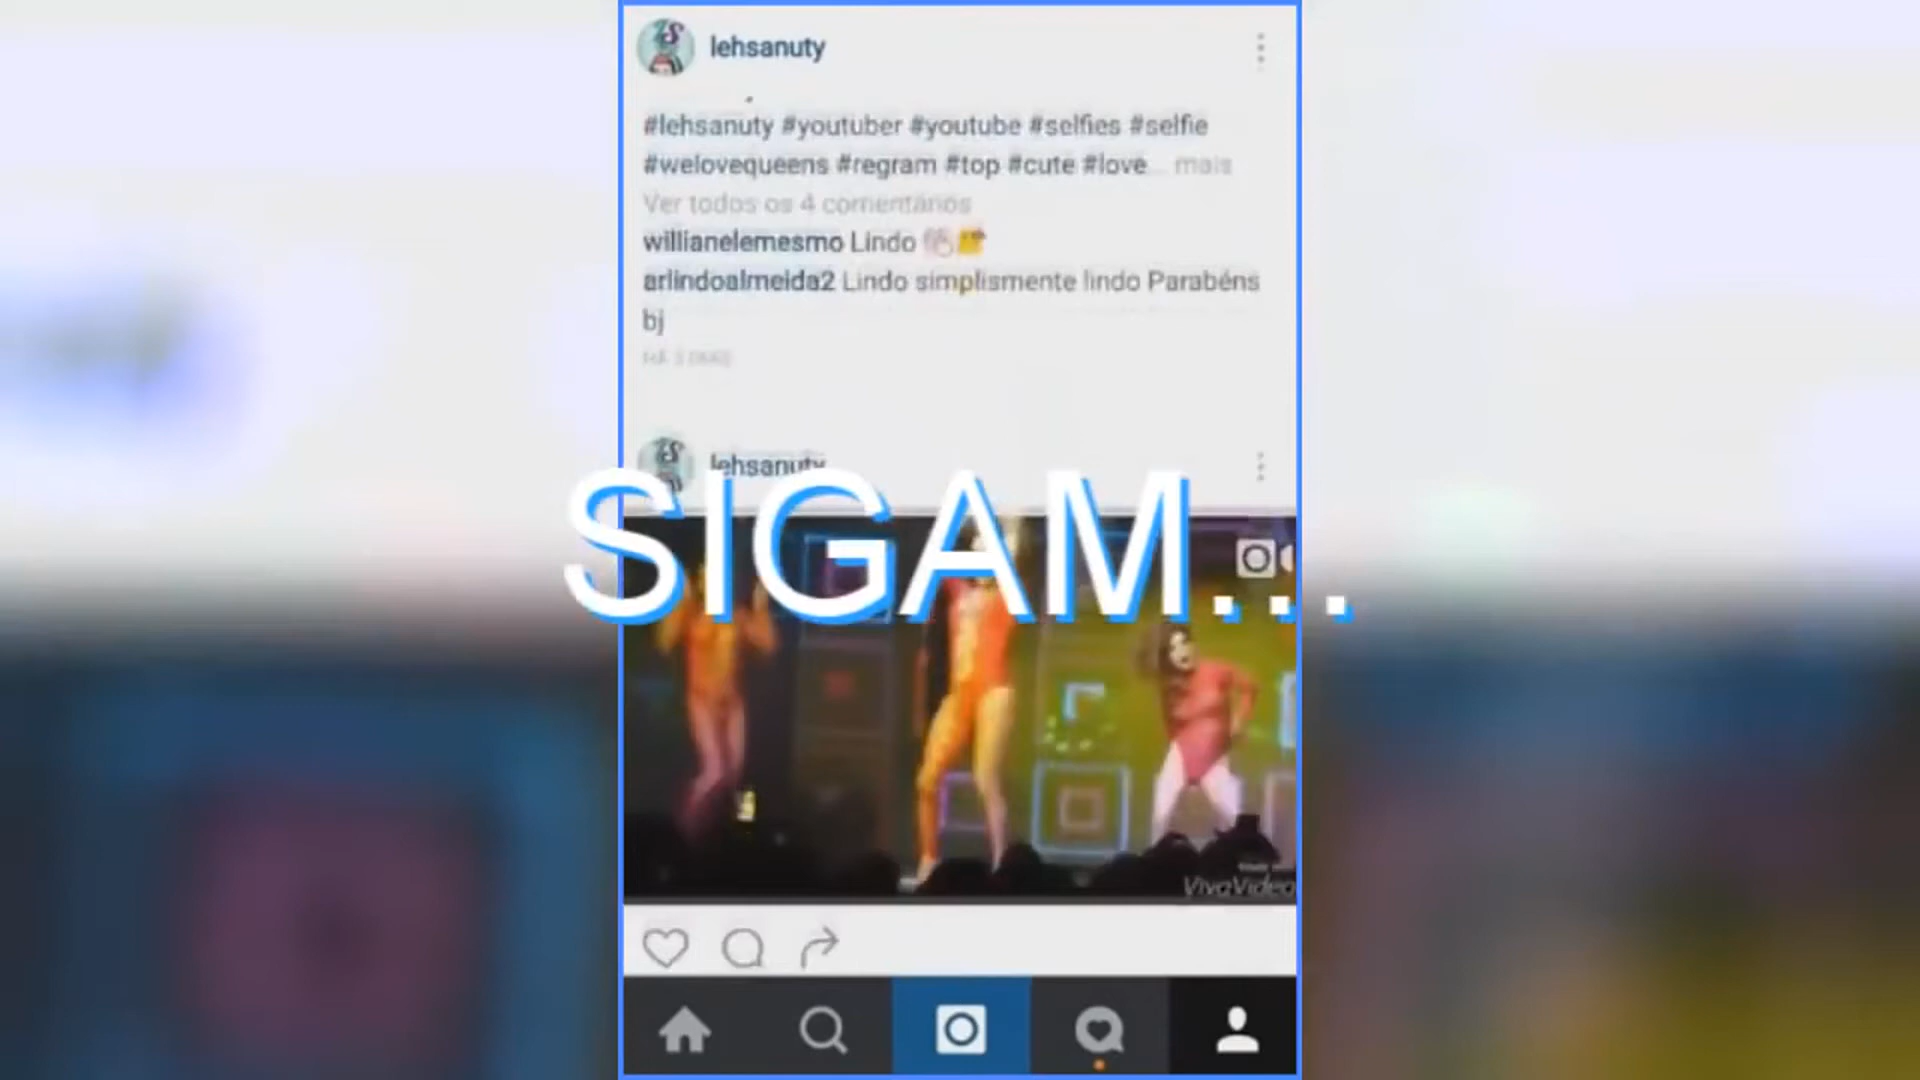 lehsanuty
#lehsanuty #youtuber #youtube #selfies #selfie
#welovequeens #regram #top #cute #love... mais
Ver todos os 4 comentários
willianelemesmo Lindo
arlindoalmeida2 Lindo simplismente lindo Parabéns
bj
lehsanuty
SIGAM...
VivaVideo